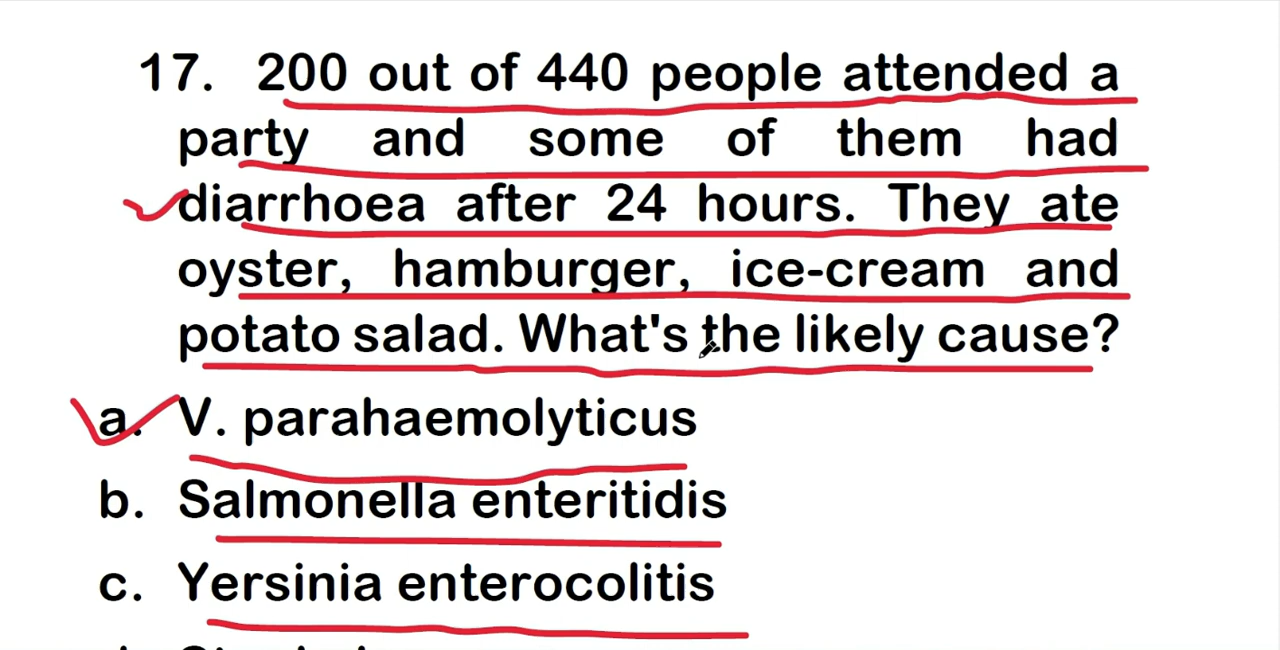 17. 200 out of 440 people attended a
party and some of them had
diarrhoea after 24 hours. They ate
oyster, hamburger, ice-cream and
potato salad. What's the likely cause?
a. V. parahaemolyticus
b. Salmonella enteritidis
c. Yersinia enterocolitis